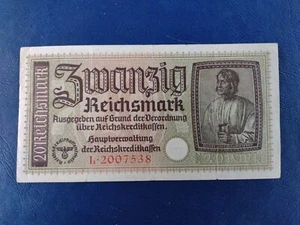 20 Reichsmark
Zwanzig
Reichsmark
Ausgegeben auf Grund der Verordnung
über Reichskreditkassen.
Hauptverwaltung
der Reichskreditkassen
L·2007538